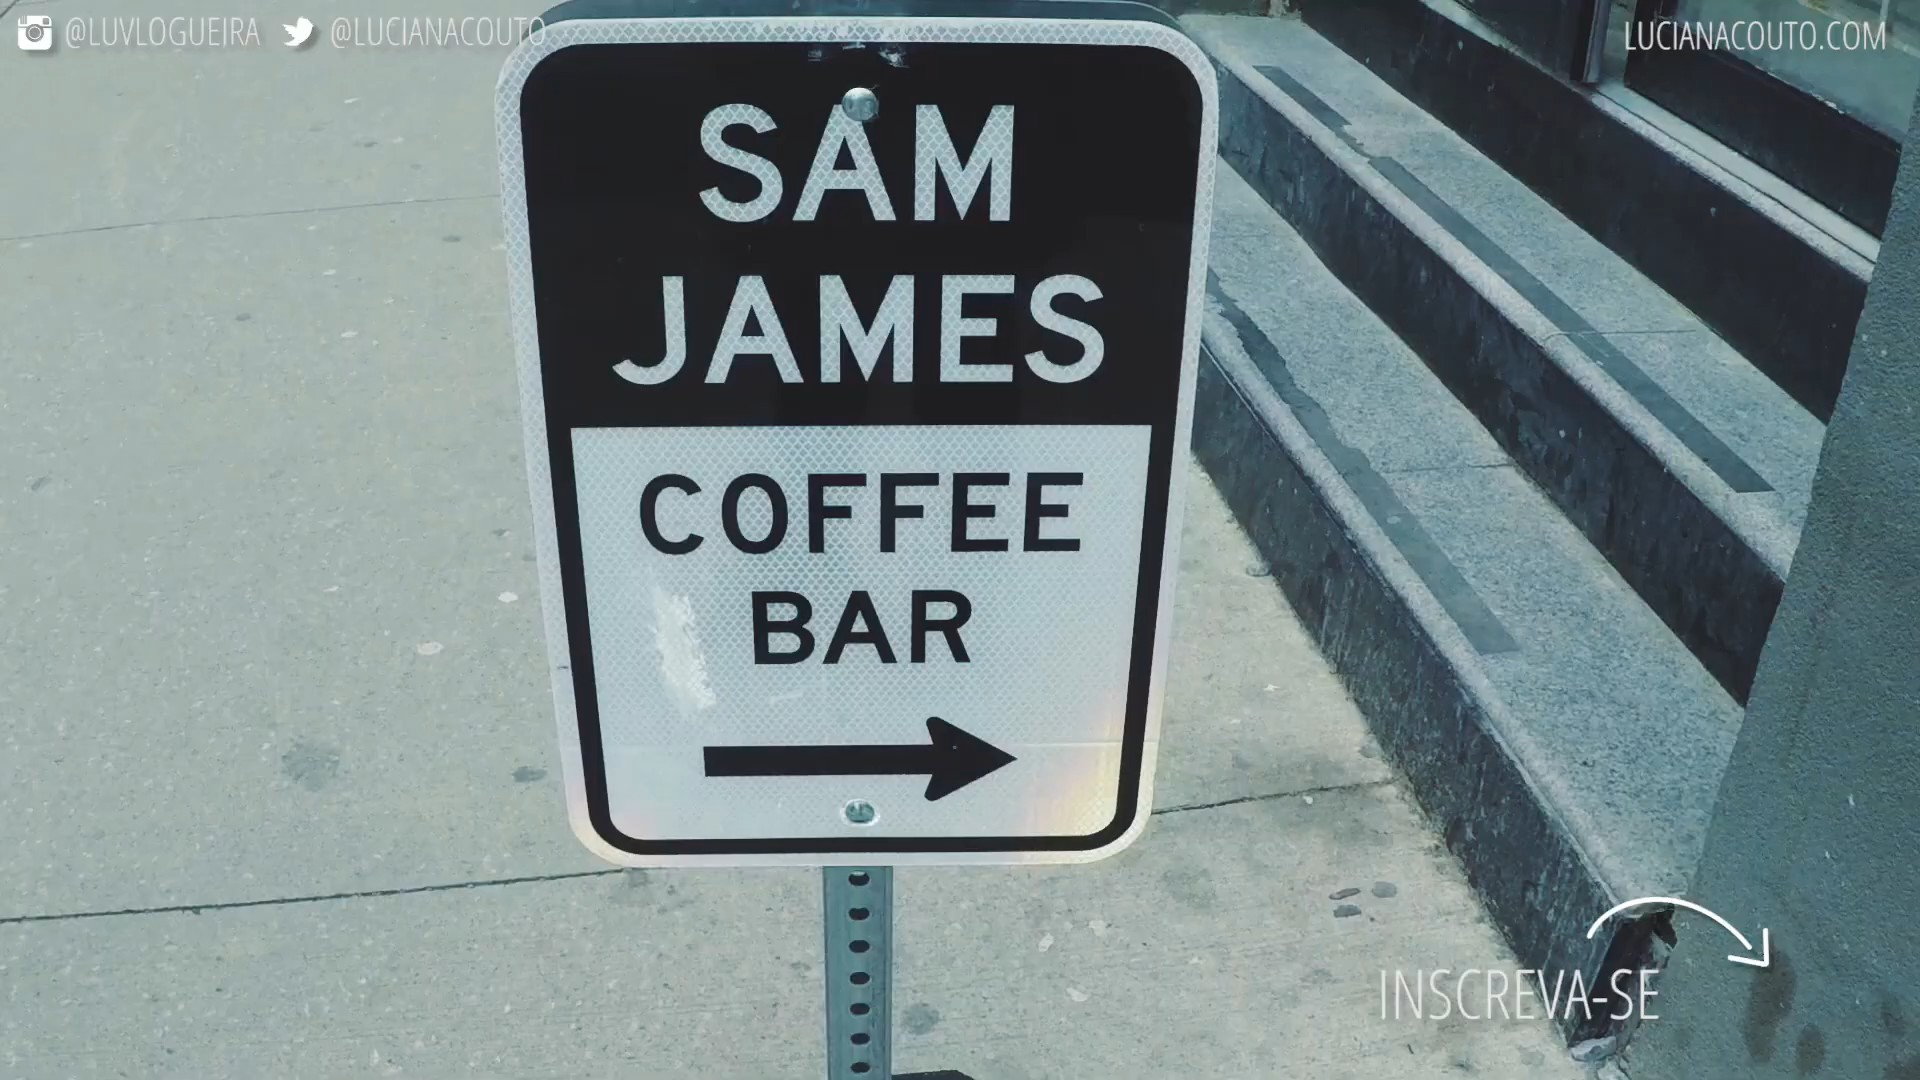 @LUVLOGUEIRA @LUCIANACOUTO
LUCIANACOUTO.COM
SAM
JAMES
COFFEE
BAR
INSCREVA-SE